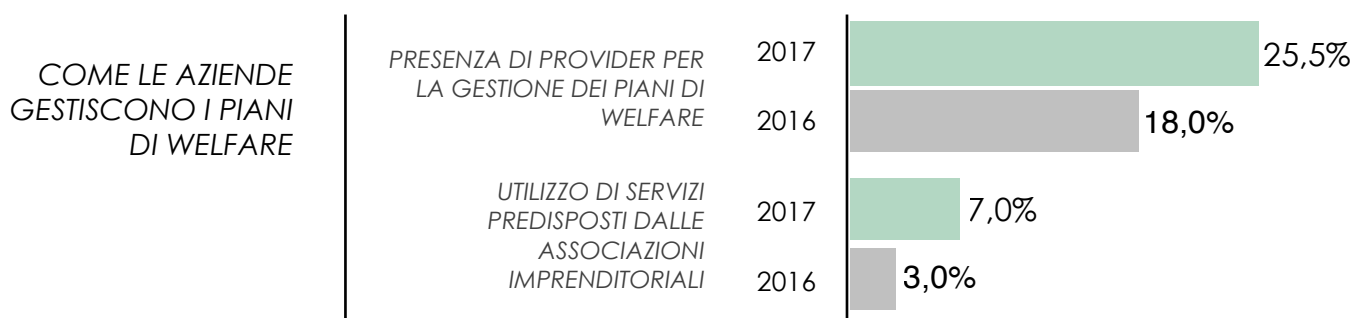 COME LE AZIENDE
GESTISCONO I PIANI
DI WELFARE
PRESENZA DI PROVIDER PER
LA GESTIONE DEI PIANI DI
WELFARE
2017
25,5%
2016
18,0%
UTILIZZO DI SERVIZI
PREDISPOSTI DALLE
ASSOCIAZIONI
IMPRENDITORIALI
2017
7,0%
2016
3,0%